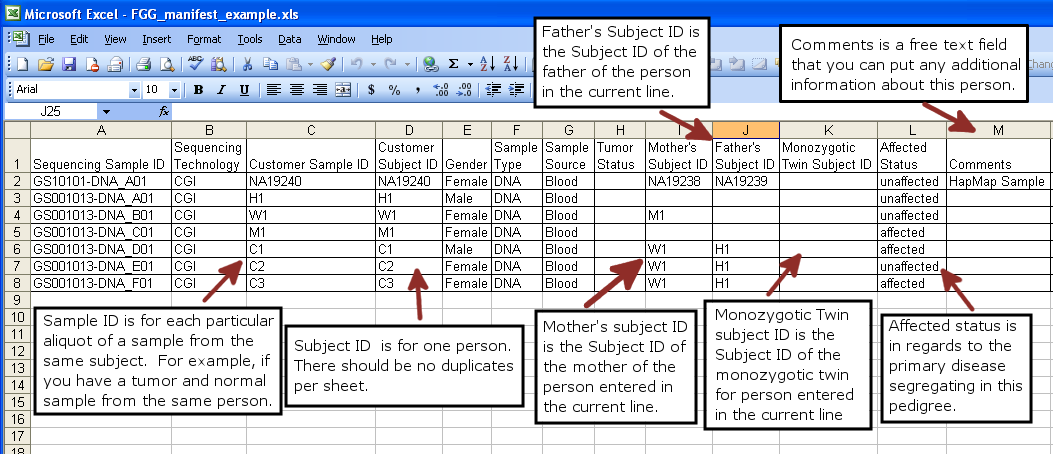 Microsoft Excel - FGG_manifest_example.xls
File Edit View Insert Format Tools Data Window Help
Arial 10 B I U $ % ,
J25 fx
Father's Subject ID is
the Subject ID of the
father of the person
in the current line.
Comments is a free text field
that you can put any additional
information about this person.
A B C D E F G H I J K L M
Sequencing Customer Sample Sample Tumor Mother's Father's Monozygotic Affected
1 Sequencing Sample ID Technology Customer Sample ID Subject ID Gender Type Source Status Subject ID Subject ID Twin Subject ID Status Comments
2 GS10101-DNA_A01 CGI NA19240 NA19240 Female DNA Blood NA19238 NA19239 unaffected HapMap Sample
3 GS001013-DNA_A01 CGI H1 H1 Male DNA Blood unaffected
4 GS001013-DNA_B01 CGI W1 W1 Female DNA Blood M1 unaffected
5 GS001013-DNA_C01 CGI M1 M1 Female DNA Blood affected
6 GS001013-DNA_D01 CGI C1 C1 Male DNA Blood W1 H1 affected
7 GS001013-DNA_E01 CGI C2 C2 Female DNA Blood W1 H1 unaffected
8 GS001013-DNA_F01 CGI C3 C3 Female DNA Blood W1 H1 affected
9
10
11
12
13
14
15
16
17
18
Sample ID is for each particular
aliquot of a sample from the
same subject. For example, if
you have a tumor and normal
sample from the same person.
Subject ID is for one person.
There should be no duplicates
per sheet.
Mother's subject ID
is the Subject ID of
the mother of the
person entered in
the current line.
Monozygotic Twin
subject ID is the
Subject ID of the
monozygotic twin
for person entered
in the current line
Affected status is
in regards to the
primary disease
segregating in this
pedigree.